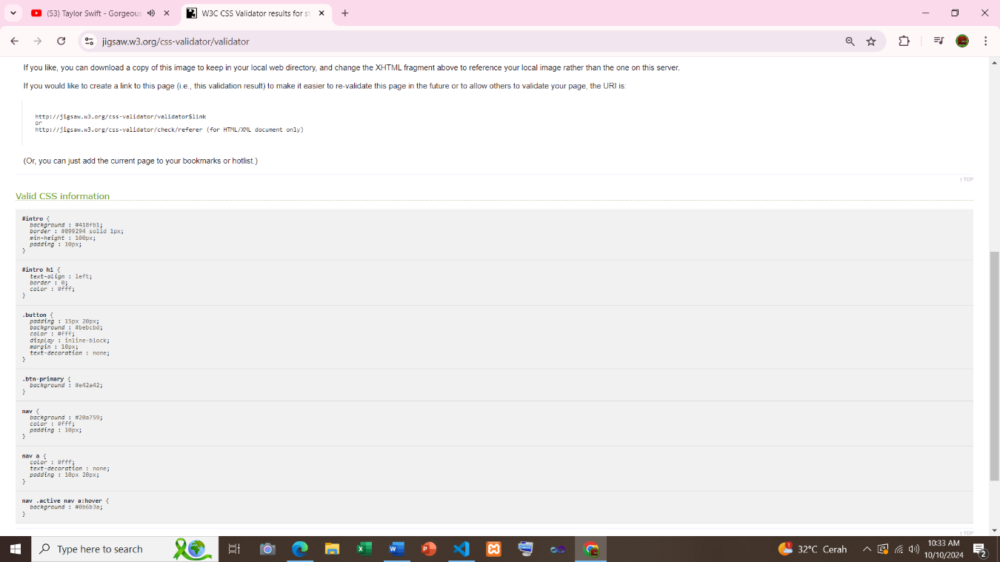 (53) Taylor Swift - Gorgeous
W3C CSS Validator results for st
jigsaw.w3.org/css-validator/validator
If you like, you can download a copy of this image to keep in your local web directory, and change the XHTML fragment above to reference your local image rather than the one on this server.
If you would like to create a link to this page (i.e., this validation result) to make it easier to re-validate this page in the future or to allow others to validate your page, the URI is:
http://jigsaw.w3.org/css-validator/validator$link
or
http://jigsaw.w3.org/css-validator/check/referer (for HTML/XML document only)
(Or, you can just add the current page to your bookmarks or hotlist.)
↑ TOP
Valid CSS information
#intro {
background : #418fb1;
border : #099294 solid 1px;
min-height : 100px;
padding : 10px;
}
#intro h1 {
text-align : left;
border : 0;
color : #fff;
}
.button {
padding : 15px 20px;
background : #bebcbd;
color : #fff;
display : inline-block;
margin : 10px;
text-decoration : none;
}
.btn-primary {
background : #e42a42;
}
nav {
background : #20a759;
color : #fff;
padding : 10px;
}
nav a {
color : #fff;
text-decoration : none;
padding : 10px 20px;
}
nav .active nav a:hover {
background : #0b6b3a;
}
↑ TOP
Type here to search
1
32°C Cerah
10:33 AM
10/10/2024
2